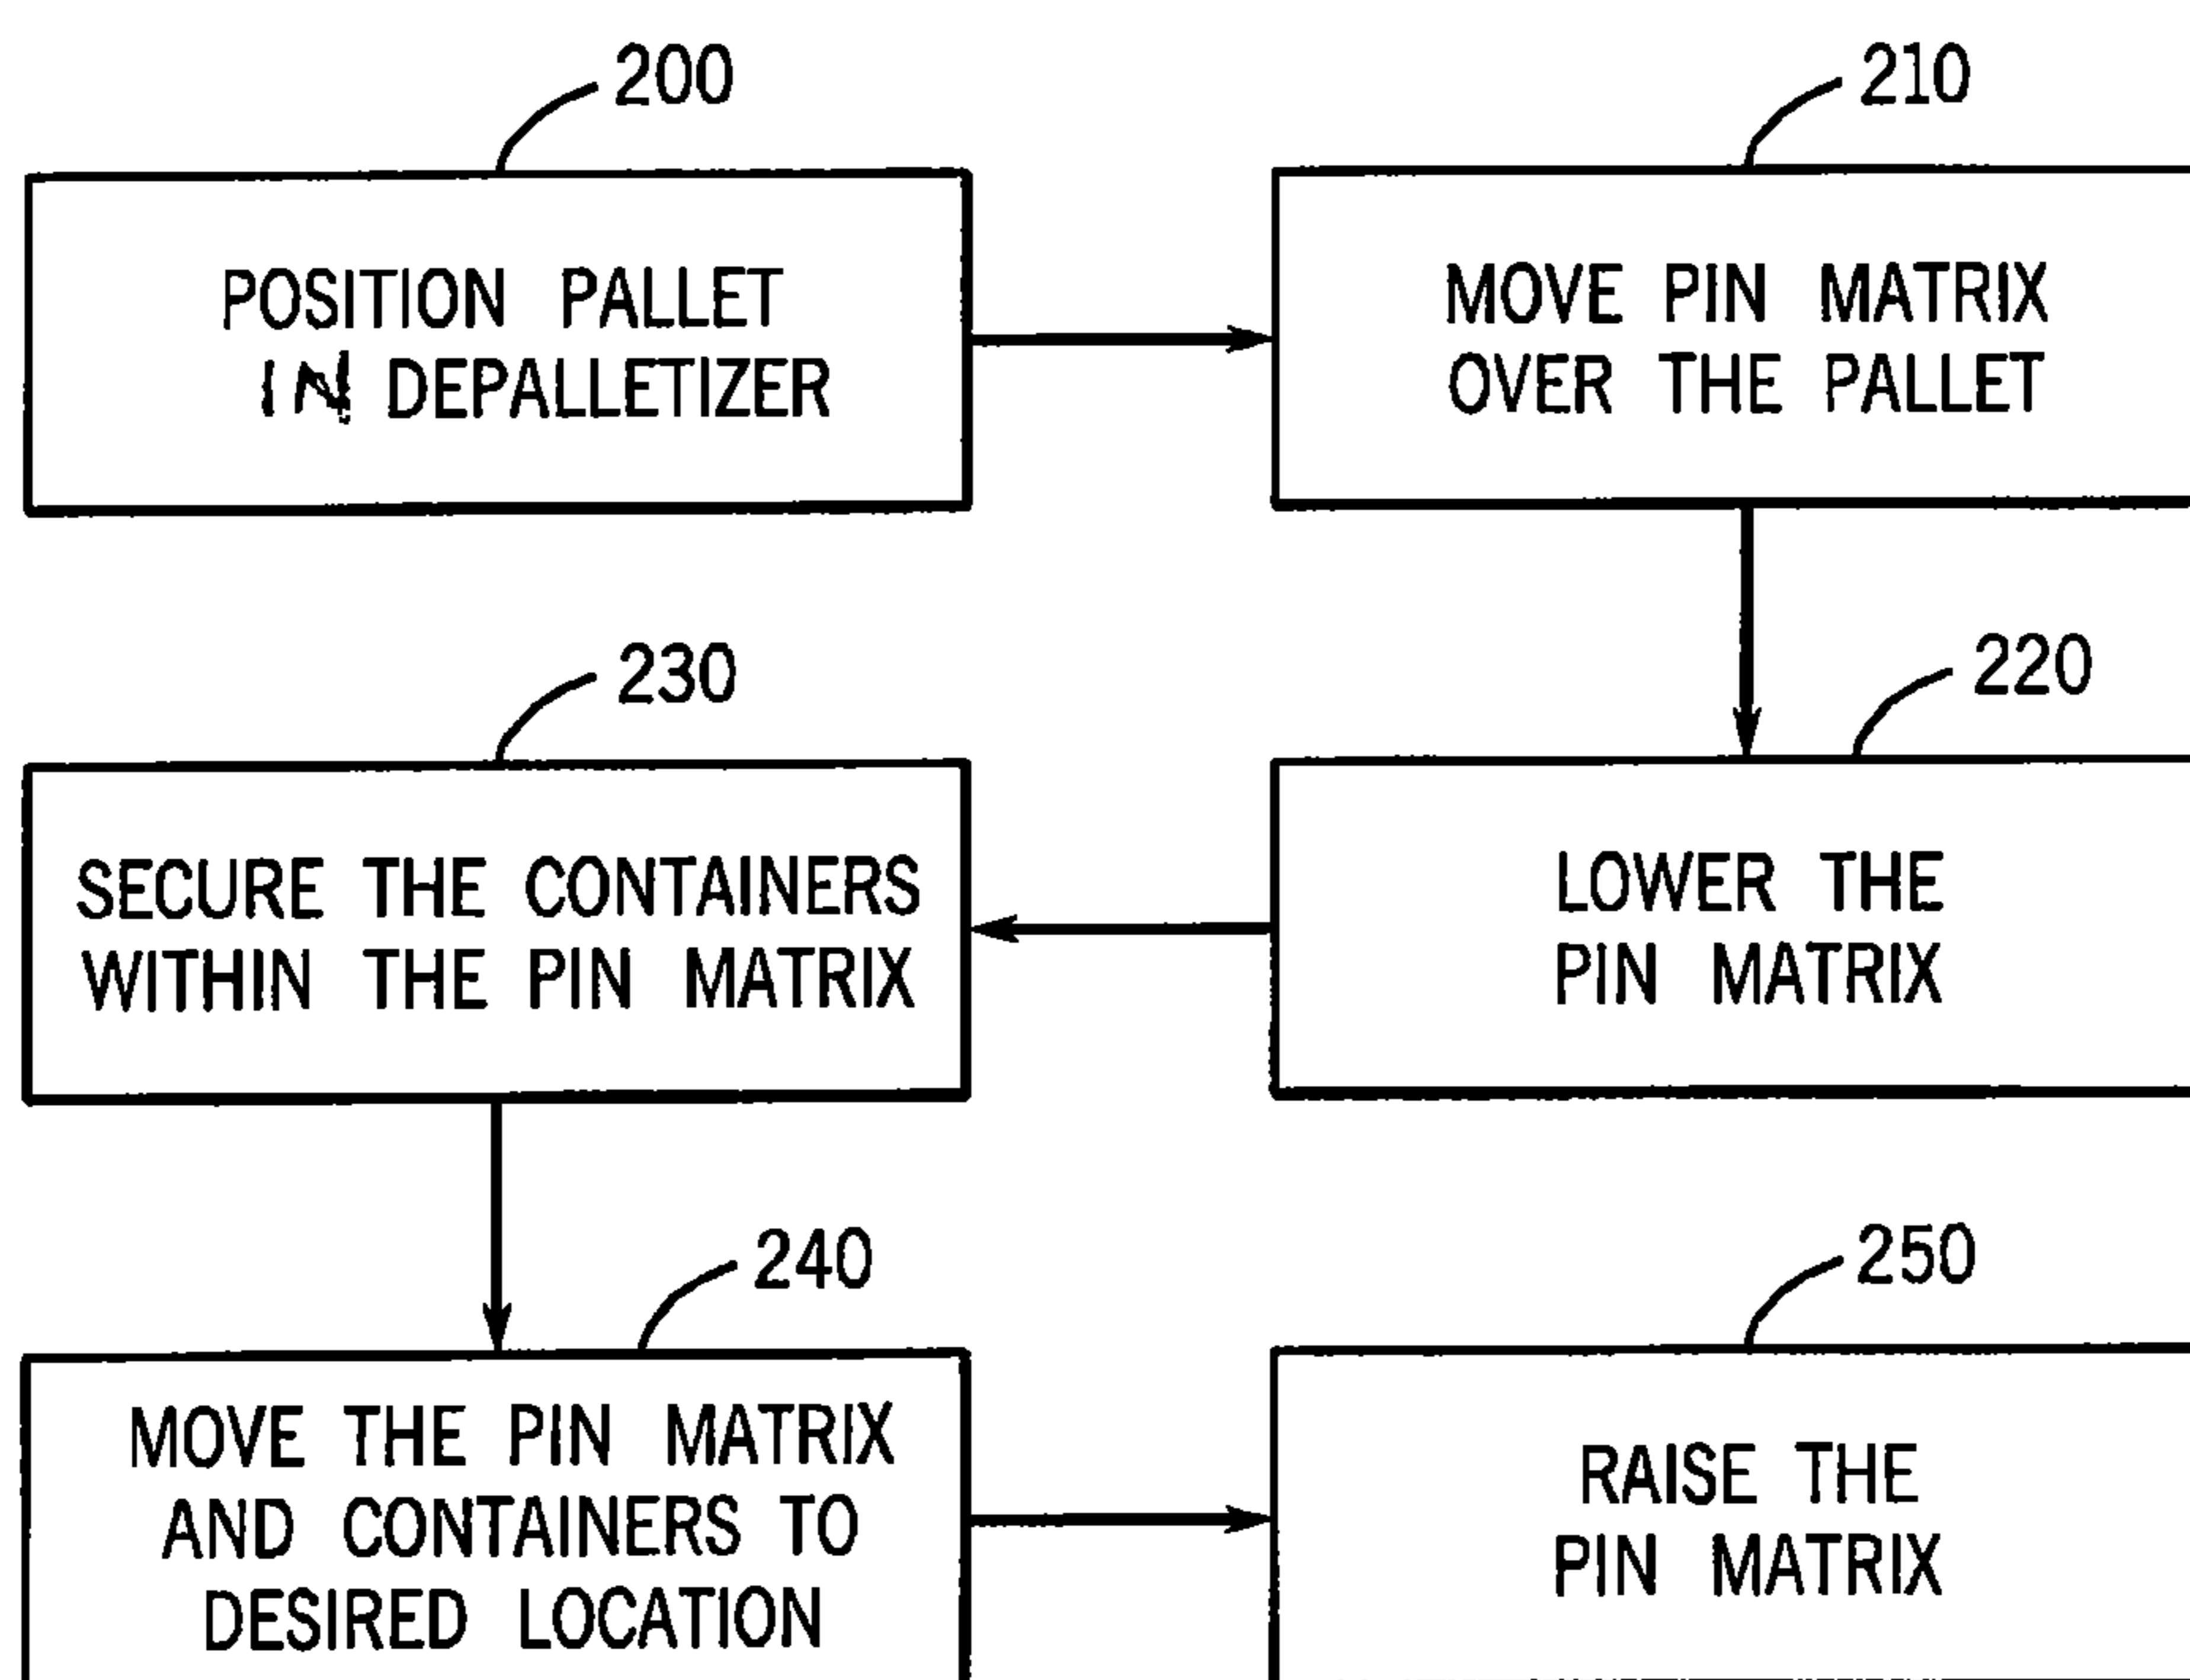 200
POSITION PALLET
IN DEPALLETIZER
210
MOVE PIN MATRIX
OVER THE PALLET
220
LOWER THE
PIN MATRIX
230
SECURE THE CONTAINERS
WITHIN THE PIN MATRIX
240
MOVE THE PIN MATRIX
AND CONTAINERS TO
DESIRED LOCATION
250
RAISE THE
PIN MATRIX